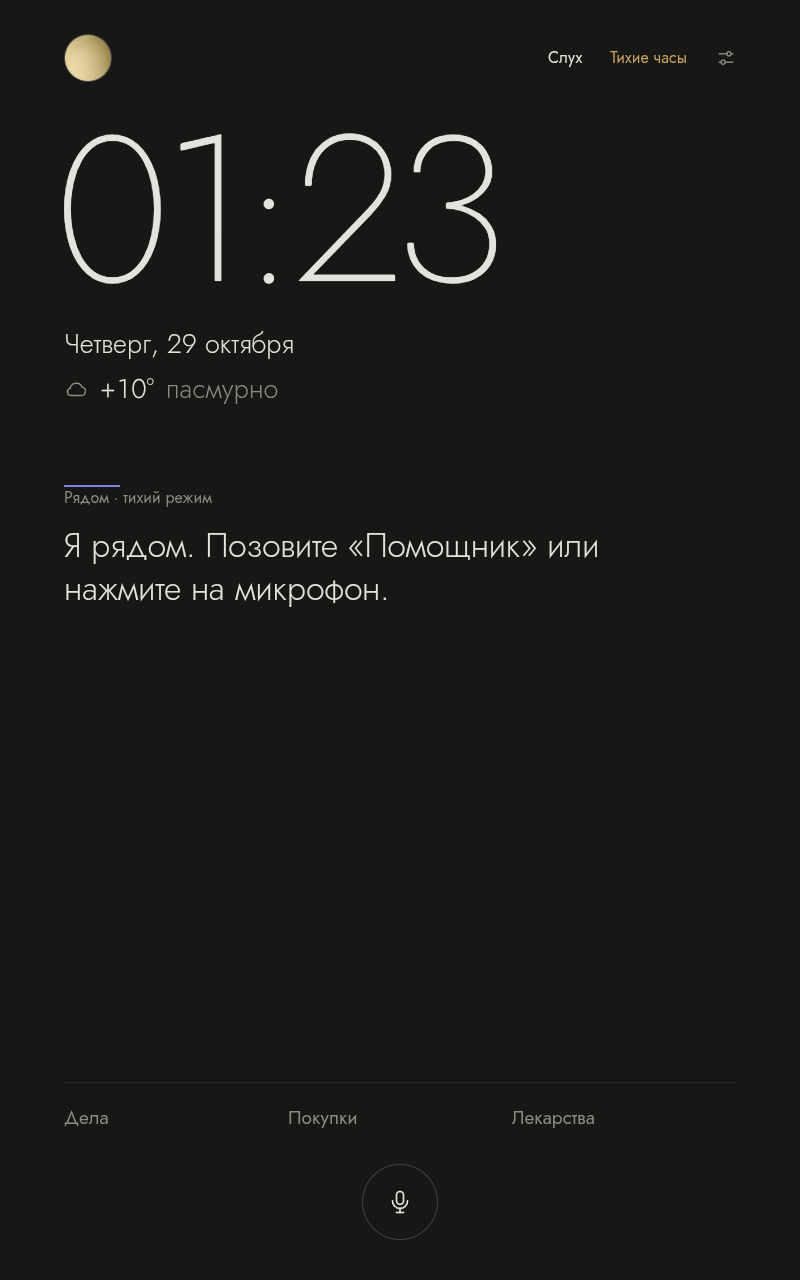 Слух Тихие часы
01:23
Четверг, 29 октября
+10° пасмурно
Рядом · тихий режим
Я рядом. Позовите «Помощник» или
нажмите на микрофон.
Дела Покупки Лекарства